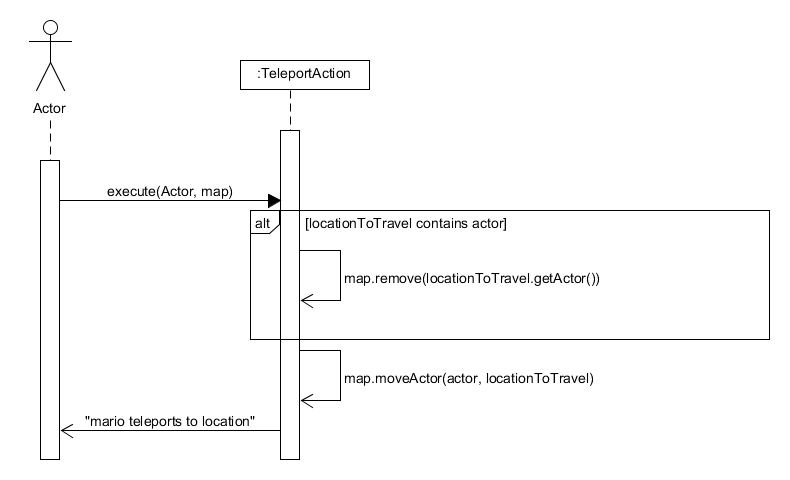 :TeleportAction
Actor
execute(Actor, map)
alt
[locationToTravel contains actor]
map.remove(locationToTravel.getActor())
map.moveActor(actor, locationToTravel)
"mario teleports to location"